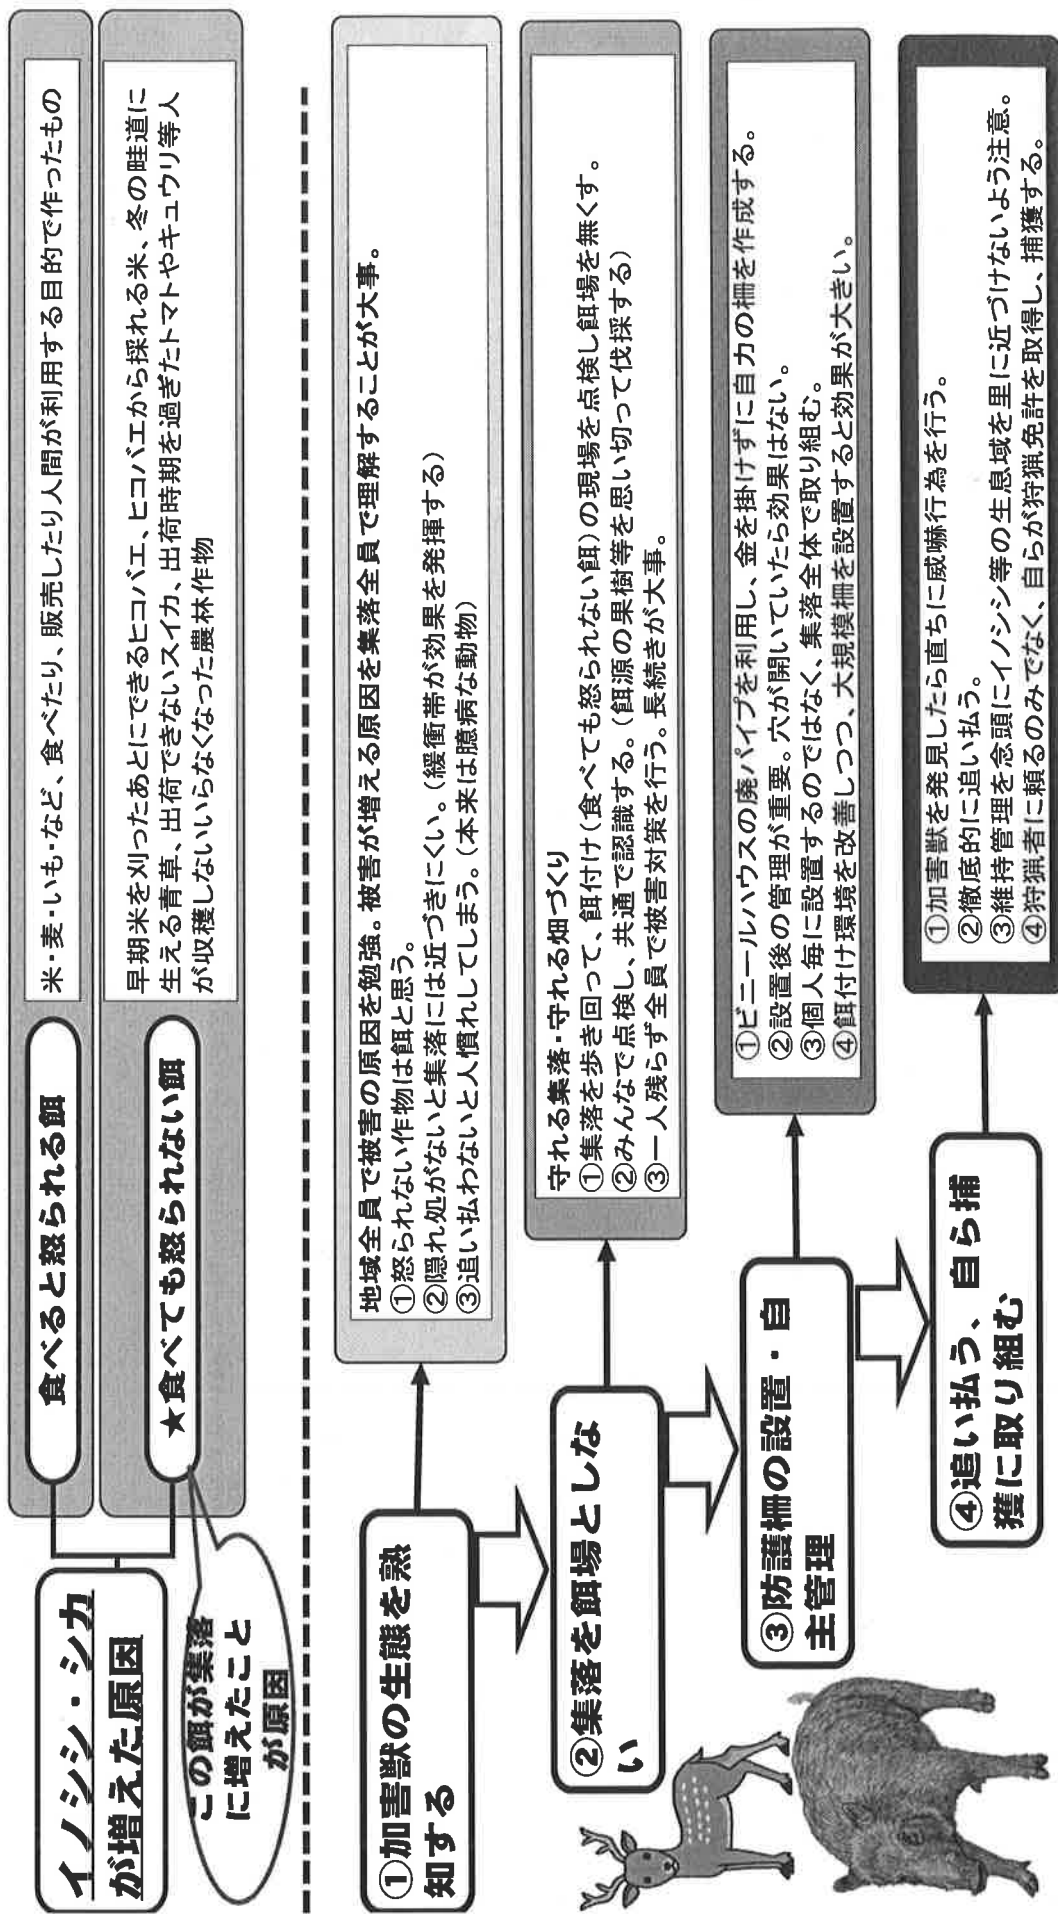 イノシシ・シカ
が増えた原因
この餌が集落
に増えたこと
が原因
食べると怒られる餌
米・麦・いも・など、食べたり、販売したり人間が利用する目的で作ったもの
★食べても怒られない餌
早期米を刈ったあとにできるヒコバエ、ヒコバエから採れる米、冬の畦道に
生える青草、出荷できないスイカ、出荷時期を過ぎたトマトやキュウリ等人
が収穫しないいらなくなった農林作物
①加害獣の生態を熟
知する
地域全員で被害の原因を勉強。被害が増える原因を集落全員で理解することが大事。
①怒られない作物は餌と思う。
②隠れ処がないと集落には近づきにくい。(緩衝帯が効果を発揮する)
③追い払わないと人慣れしてしまう。(本来は臆病な動物)
②集落を餌場としな
い
守れる集落・守れる畑づくり
①集落を歩き回って、餌付け(食べても怒られない餌)の現場を点検し餌場を無くす。
②みんなで点検し、共通で認識する。(餌源の果樹等を思い切って伐採する)
③一人残らず全員で被害対策を行う。長続きが大事。
③防護柵の設置・自
主管理
①ビニールハウスの廃パイプを利用し、金を掛けずに自力の柵を作成する。
②設置後の管理が重要。穴が開いていたら効果はない。
③個人毎に設置するのではなく、集落全体で取り組む。
④餌付け環境を改善しつつ、大規模柵を設置すると効果が大きい。
④追い払う、自ら捕
獲に取り組む
①加害獣を発見したら直ちに威嚇行為を行う。
②徹底的に追い払う。
③維持管理を念頭にイノシシ等の生息域を里に近づけないよう注意。
④狩猟者に頼るのみでなく、自らが狩猟免許を取得し、捕獲する。